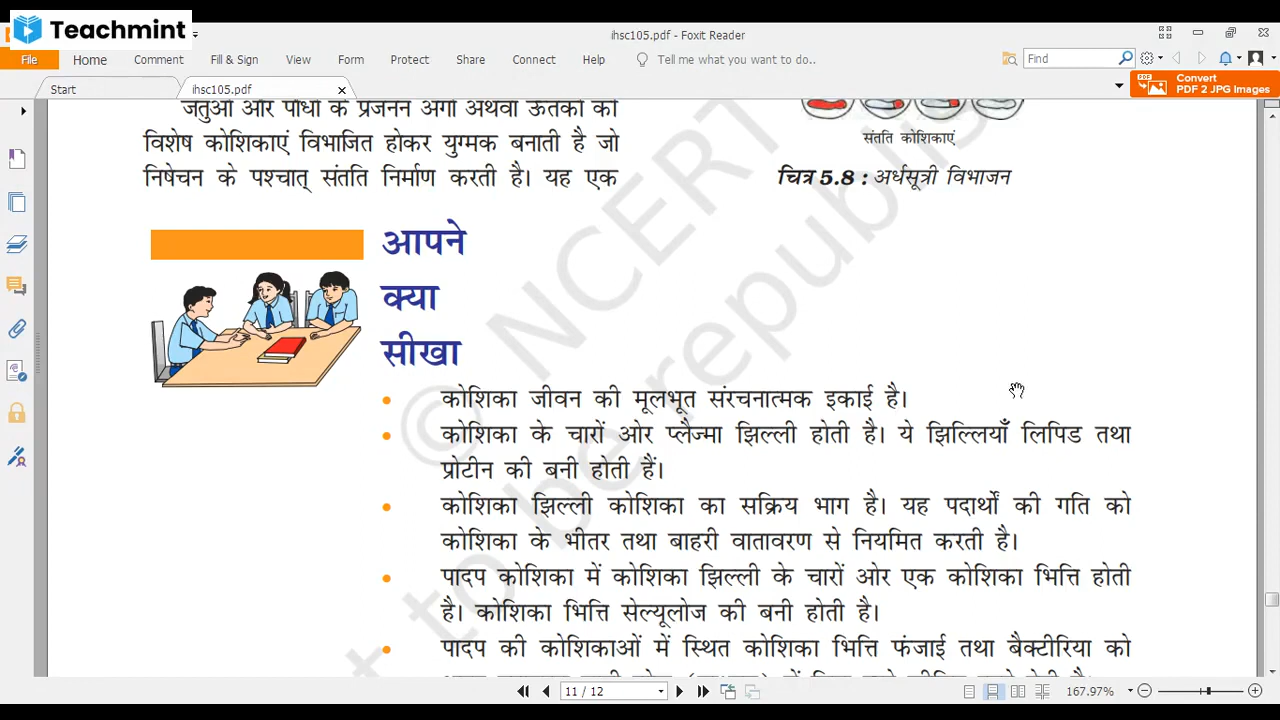 Teachmint
ihsc105.pdf - Foxit Reader
File Home Comment Fill & Sign View Form Protect Share Connect Help Tell me what you want to do.. Find
Start ihsc105.pdf
Convert
PDF 2 JPG Images
जंतुओं और पौधों के प्रजनन अंगों अथवा ऊतकों की
विशेष कोशिकाएं विभाजित होकर युग्मक बनाती है जो
निषेचन के पश्चात् संतति निर्माण करती है। यह एक
संतति कोशिकाएं
चित्र 5.8 : अर्धसूत्री विभाजन
आपने
क्या
सीखा
• कोशिका जीवन की मूलभूत संरचनात्मक इकाई है।
• कोशिका के चारों ओर प्लैज्मा झिल्ली होती है। ये झिल्लियाँ लिपिड तथा
प्रोटीन की बनी होती हैं।
• कोशिका झिल्ली कोशिका का सक्रिय भाग है। यह पदार्थों की गति को
कोशिका के भीतर तथा बाहरी वातावरण से नियमित करती है।
• पादप कोशिका में कोशिका झिल्ली के चारों ओर एक कोशिका भित्ति होती
है। कोशिका भित्ति सेल्यूलोज की बनी होती है।
• पादप की कोशिकाओं में स्थित कोशिका भित्ति फंजाई तथा बैक्टीरिया को
© NCERT
to be republis
11 / 12
167.97%